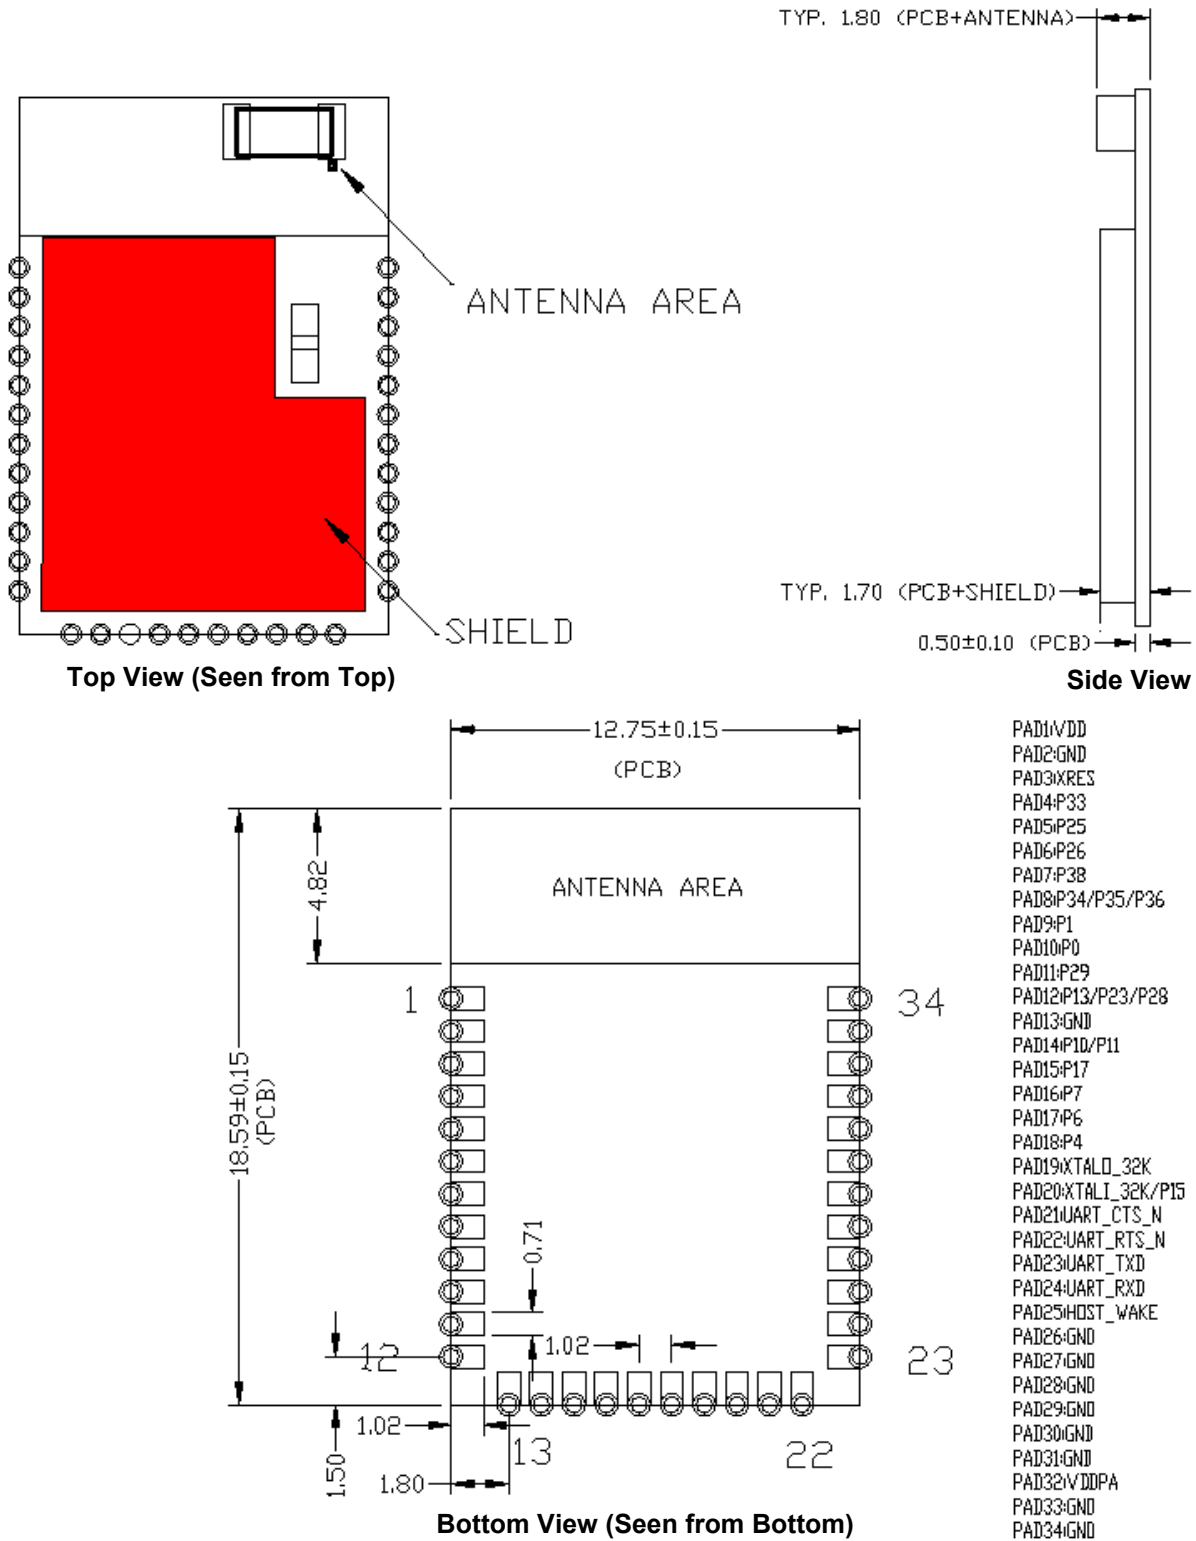 TYP. 1.80 (PCB+ANTENNA)
ANTENNA AREA
TYP. 1.70 (PCB+SHIELD)
SHIELD
0.50±0.10 (PCB)
Top View (Seen from Top)
Side View
12.75±0.15
(PCB)
4.82
ANTENNA AREA
18.59±0.15
(PCB)
1
34
0.71
1.02
12
23
1.02
13
22
1.50
1.80
Bottom View (Seen from Bottom)
PAD1:VDD
PAD2:GND
PAD3:XRES
PAD4:P33
PAD5:P25
PAD6:P26
PAD7:P38
PAD8:P34/P35/P36
PAD9:P1
PAD10:P0
PAD11:P29
PAD12:P13/P23/P28
PAD13:GND
PAD14:P10/P11
PAD15:P17
PAD16:P7
PAD17:P6
PAD18:P4
PAD19:XTALO_32K
PAD20:XTALI_32K/P15
PAD21:UART_CTS_N
PAD22:UART_RTS_N
PAD23:UART_TXD
PAD24:UART_RXD
PAD25:HOST_WAKE
PAD26:GND
PAD27:GND
PAD28:GND
PAD29:GND
PAD30:GND
PAD31:GND
PAD32:VDDPA
PAD33:GND
PAD34:GND